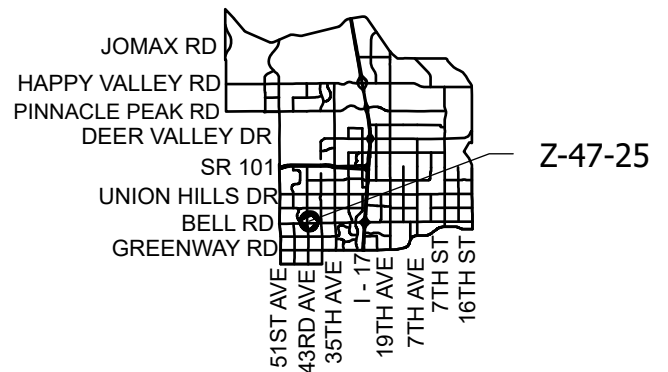 JOMAX RD
HAPPY VALLEY RD
PINNACLE PEAK RD
DEER VALLEY DR
SR 101
UNION HILLS DR
BELL RD
GREENWAY RD
Z-47-25
51ST AVE
43RD AVE
35TH AVE
I - 17
19TH AVE
7TH AVE
7TH ST
16TH ST